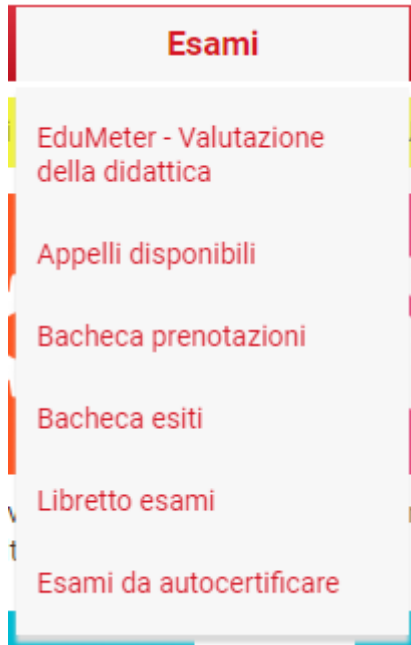 Esami
EduMeter - Valutazione
della didattica
Appelli disponibili
Bacheca prenotazioni
Bacheca esiti
Libretto esami
Esami da autocertificare